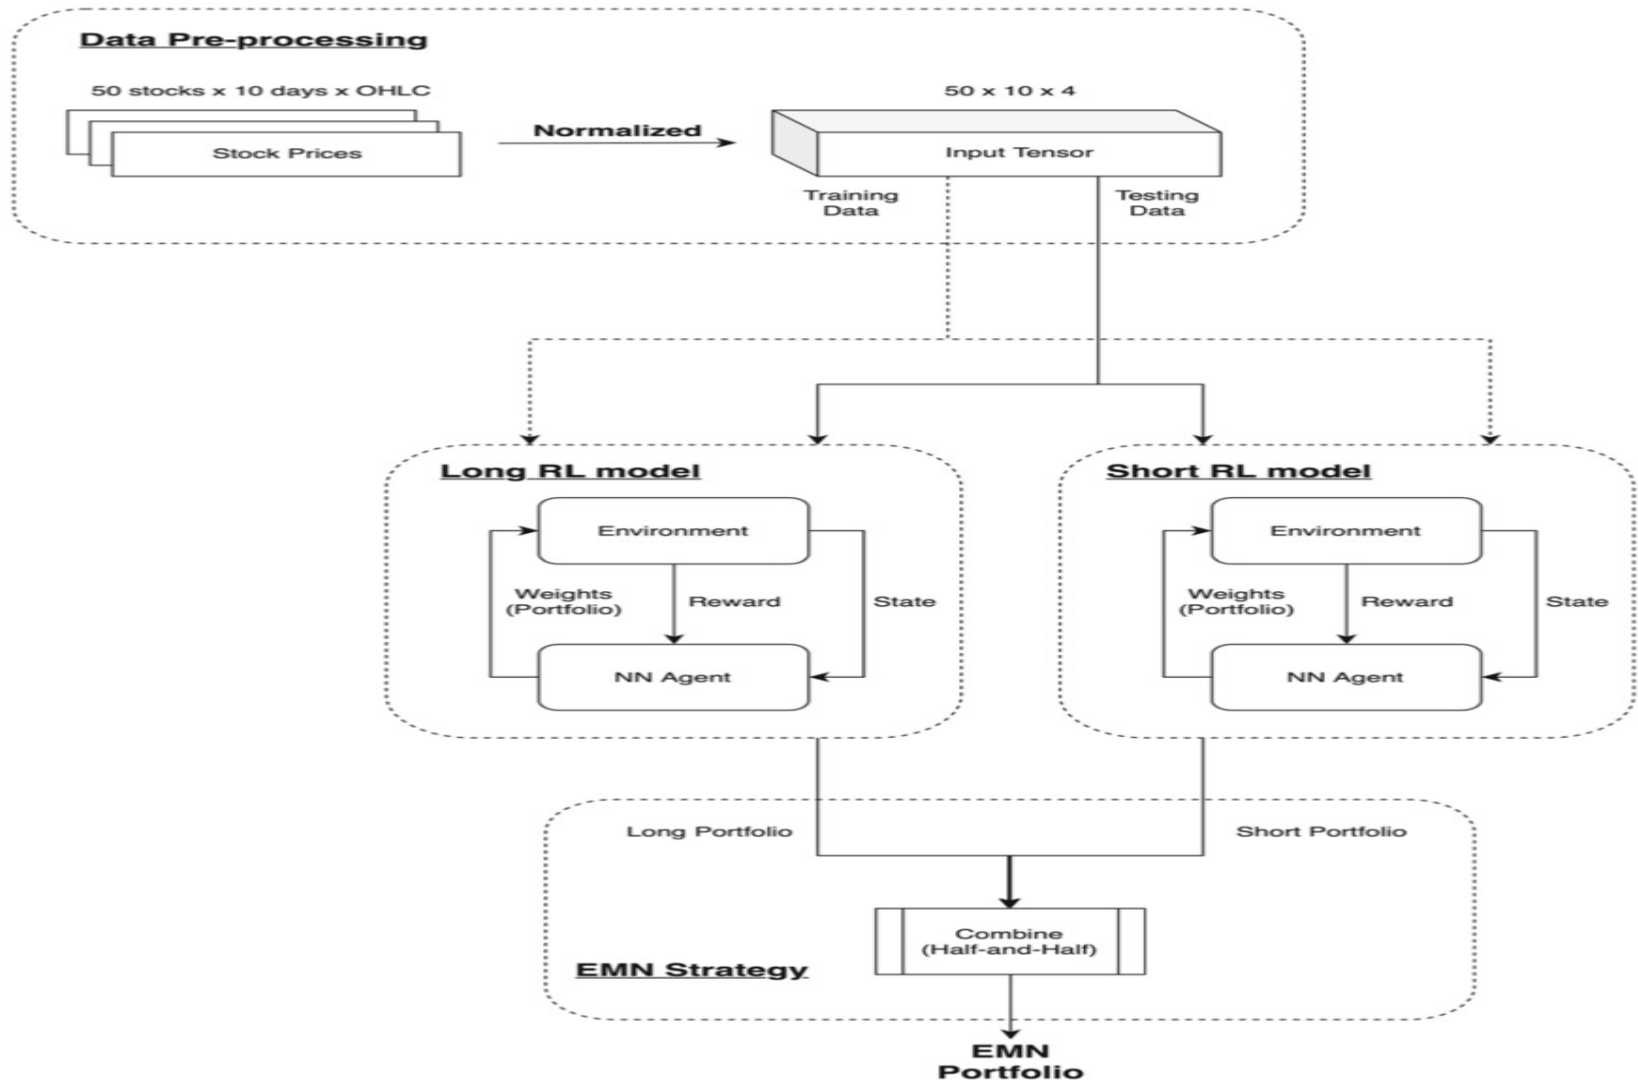 Data Pre-processing
50 stocks x 10 days x OHLC
50 x 10 x 4
Stock Prices
Normalized
Input Tensor
Training
Data
Testing
Data
Long RL model
Environment
Weights
(Portfolio)
Reward
State
NN Agent
Short RL model
Environment
Weights
(Portfolio)
Reward
State
NN Agent
Long Portfolio
Short Portfolio
Combine
(Half-and-Half)
EMN Strategy
EMN
Portfolio